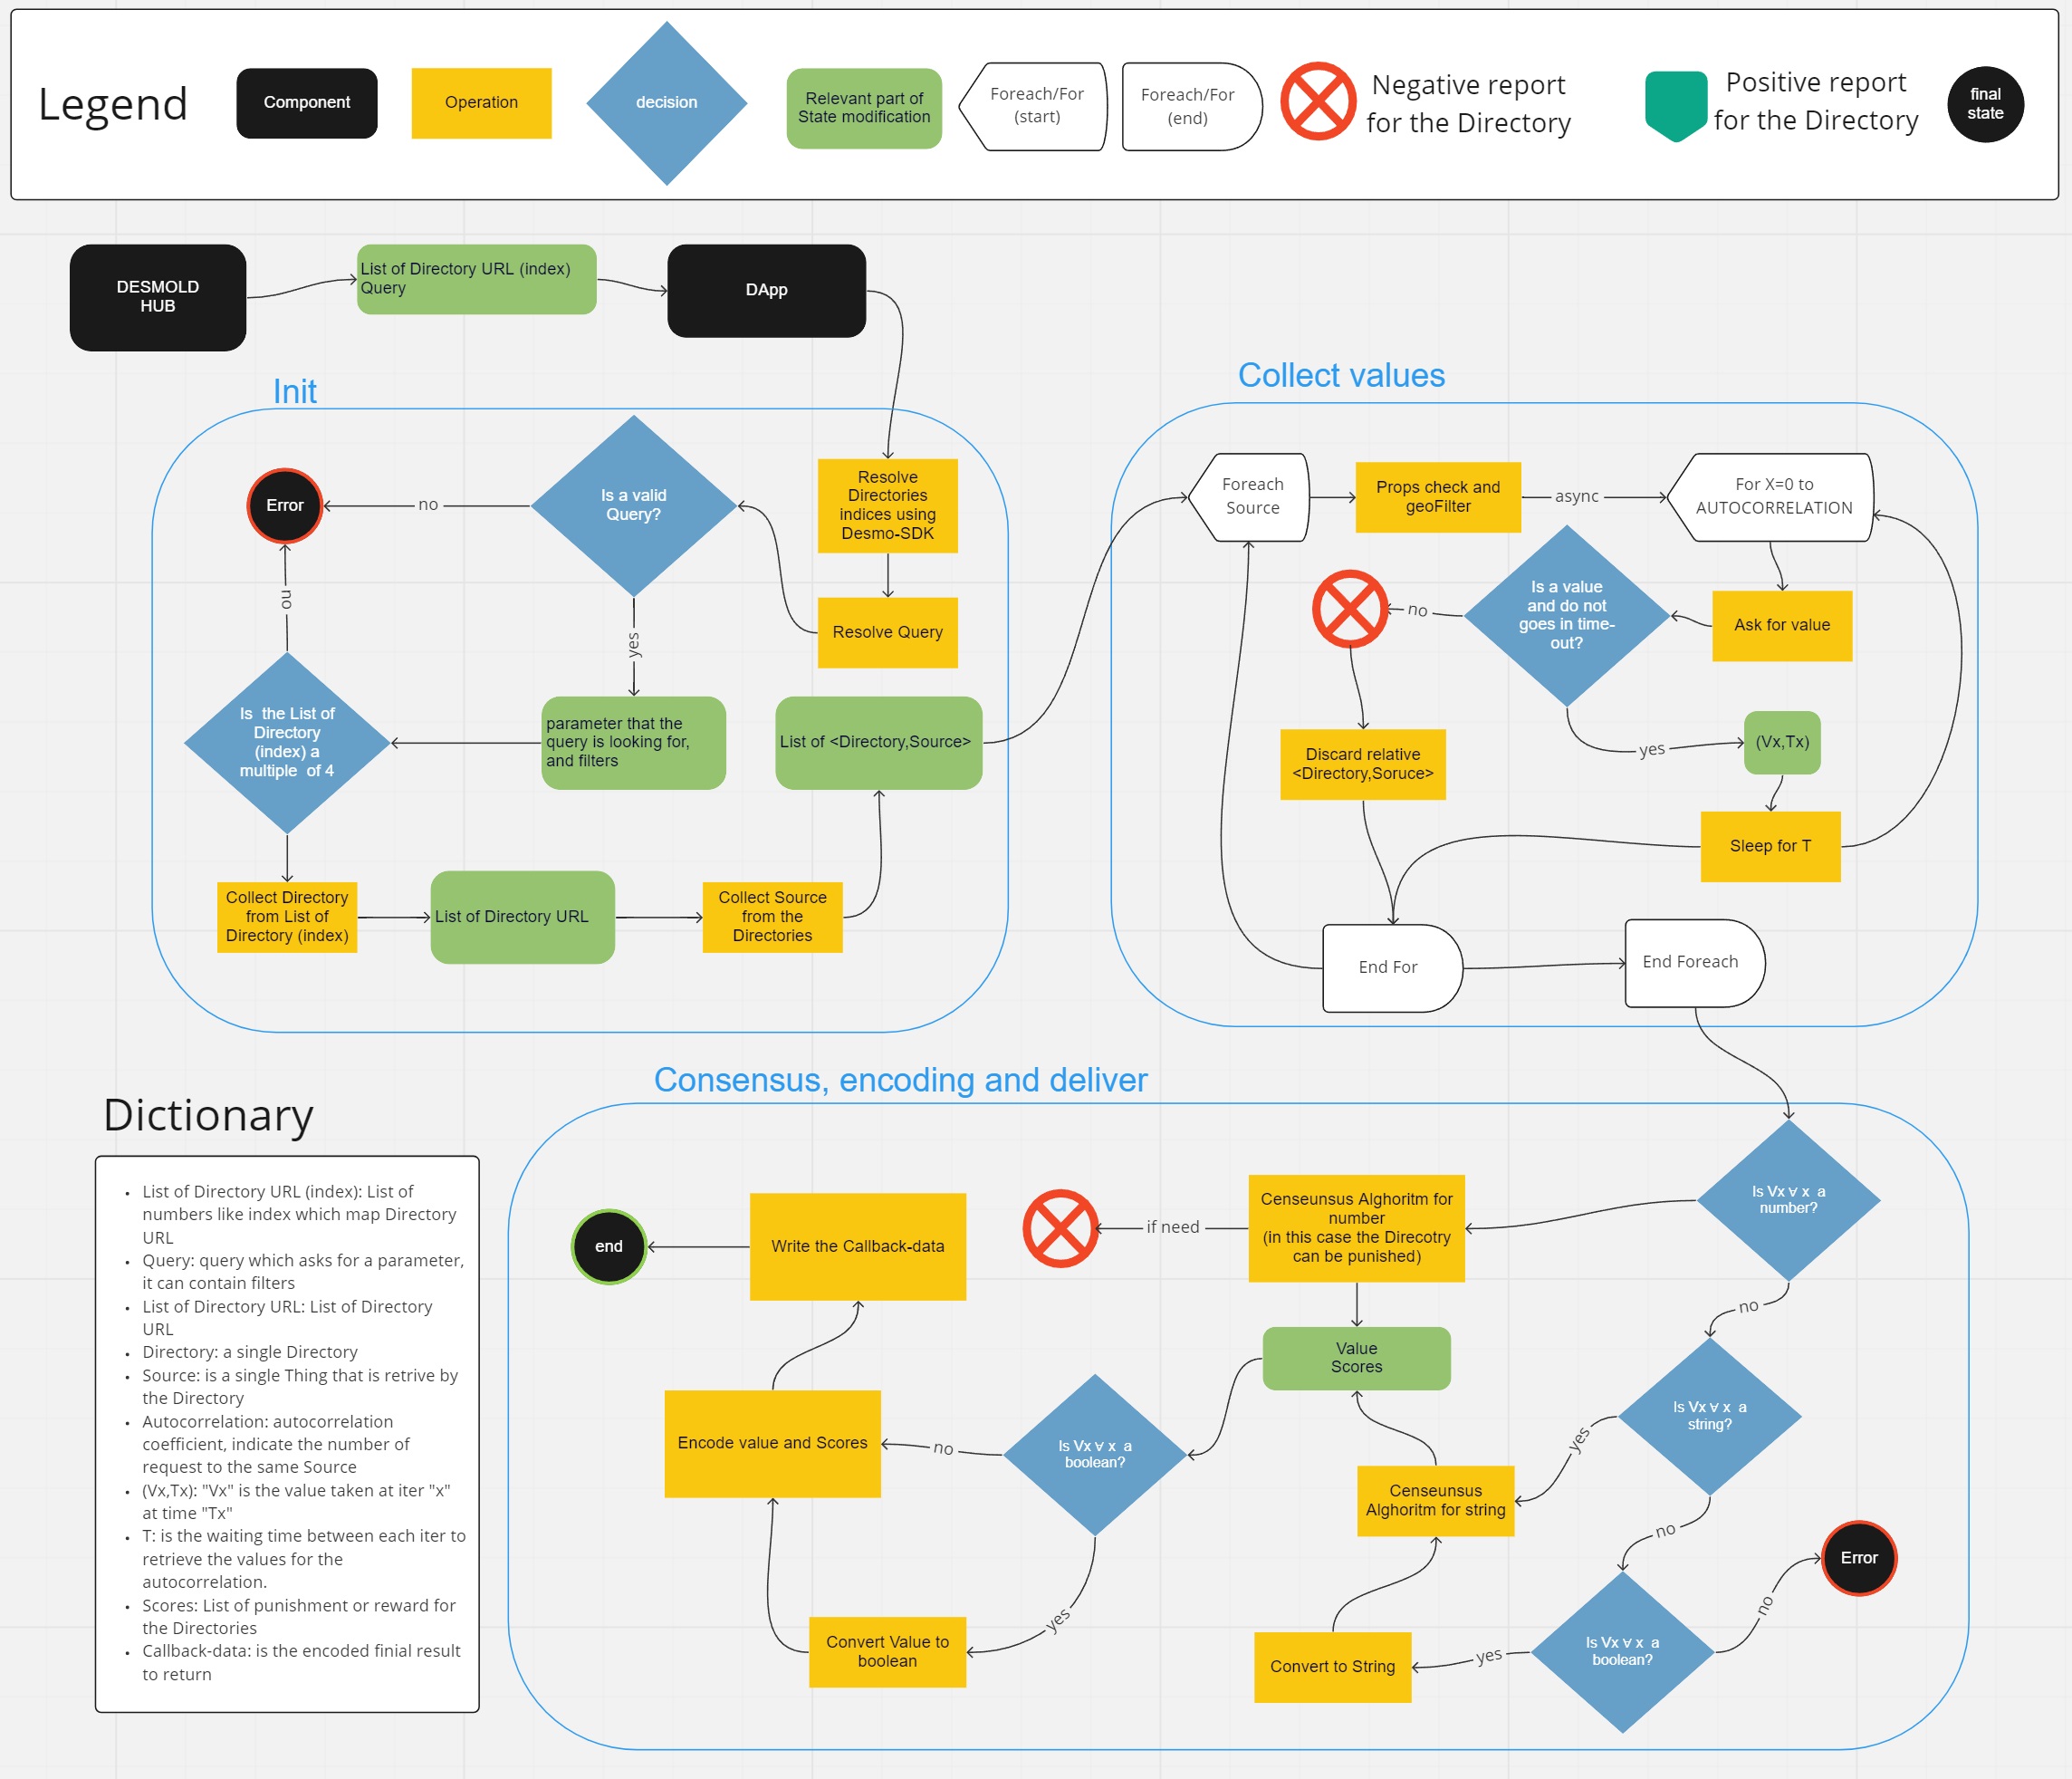 Legend
Component
Operation
decision
Relevant part of
State modification
Foreach/For
(start)
Foreach/For
(end)
Negative report
for the Directory
Positive report
for the Directory
final
state
DESMOLD
HUB
List of Directory URL (index)
Query
DApp
Init
Error
no
Is a valid
Query?
Resolve
Directories
indices using
Desmo-SDK
no
yes
Resolve Query
Is  the List of
Directory
(index) a
multiple  of 4
parameter that the
query is looking for,
and filters
List of <Directory,Source>
Collect Directory
from List of
Directory (index)
List of Directory URL
Collect Source
from the
Directories
Collect values
Foreach
Source
Props check and
geoFilter
async
For X=0 to
AUTOCORRELATION
no
Is a value
and do not
goes in time-
out?
Ask for value
Discard relative
<Directory,Soruce>
yes
(Vx,Tx)
Sleep for T
End For
End Foreach
Consensus, encoding and deliver
end
Write the Callback-data
if need
Censeunsus Alghoritm for
number
(in this case the Direcotry
can be punished)
Is Vx ∀ x  a
number?
no
Value
Scores
Encode value and Scores
no
Is Vx ∀ x  a
boolean?
Is Vx ∀ x  a
string?
yes
Censeunsus
Alghoritm for string
no
Error
yes
Convert Value to
boolean
Convert to String
yes
Is Vx ∀ x  a
boolean?
no
Dictionary
• List of Directory URL (index): List of
numbers like index which map Directory
URL
• Query: query which asks for a parameter,
it can contain filters
• List of Directory URL: List of Directory
URL
• Directory: a single Directory
• Source: is a single Thing that is retrive by
the Directory
• Autocorrelation: autocorrelation
coefficient, indicate the number of
request to the same Source
• (Vx,Tx): "Vx" is the value taken at iter "x"
at time "Tx"
• T: is the waiting time between each iter to
retrieve the values for the
autocorrelation.
• Scores: List of punishment or reward for
the Directories
• Callback-data: is the encoded finial result
to return